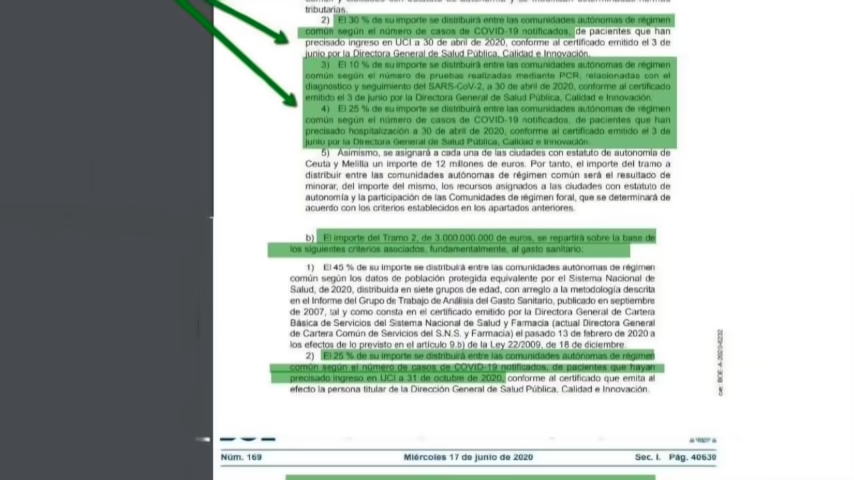 tributarias.
2) El 30 % de su importe se distribuirá entre las comunidades autónomas de régimen
común según el número de casos de COVID-19 notificados, de pacientes que han
precisado ingreso en UCI a 30 de abril de 2020, conforme al certificado emitido el 3 de
junio por la Directora General de Salud Pública, Calidad e Innovación.
3) El 10 % de su importe se distribuirá entre las comunidades autónomas de régimen
común según el número de pruebas realizadas mediante PCR, relacionadas con el
diagnóstico y seguimiento del SARS-CoV-2, a 30 de abril de 2020, conforme al certificado
emitido el 3 de junio por la Directora General de Salud Pública, Calidad e Innovación.
4) El 25 % de su importe se distribuirá entre las comunidades autónomas de régimen
común según el número de casos de COVID-19 notificados, de pacientes que han
precisado hospitalización a 30 de abril de 2020, conforme al certificado emitido el 3 de
junio por la Directora General de Salud Pública, Calidad e Innovación.
5) Asimismo, se asignará a cada una de las ciudades con estatuto de autonomía de
Ceuta y Melilla un importe de 12 millones de euros. Por tanto, el importe del tramo a
distribuir entre las comunidades autónomas de régimen común será el resultado de
minorar, del importe del mismo, los recursos asignados a las ciudades con estatuto de
autonomía y la participación de las Comunidades de régimen foral, que se determinará de
acuerdo con los criterios establecidos en los apartados anteriores.
b) El importe del Tramo 2, de 3.000.000.000 de euros, se repartirá sobre la base de
los siguientes criterios asociados, fundamentalmente, al gasto sanitario:
1) El 45 % de su importe se distribuirá entre las comunidades autónomas de régimen
común según los datos de población protegida equivalente por el Sistema Nacional de
Salud, de 2020, distribuida en siete grupos de edad, con arreglo a la metodología descrita
en el Informe del Grupo de Trabajo de Análisis del Gasto Sanitario, publicado en septiembre
de 2007, tal y como consta en el certificado emitido por la Directora General de Cartera
Básica de Servicios del Sistema Nacional de Salud y Farmacia (actual Directora General
de Cartera Común de Servicios del S.N.S. y Farmacia) el pasado 13 de febrero de 2020 a
los efectos de lo previsto en el artículo 9.b) de la Ley 22/2009, de 18 de diciembre.
2) El 25 % de su importe se distribuirá entre las comunidades autónomas de régimen
común según el número de casos de COVID-19 notificados, de pacientes que hayan
precisado ingreso en UCI a 31 de octubre de 2020, conforme al certificado que emita al
efecto la persona titular de la Dirección General de Salud Pública, Calidad e Innovación.
cve: BOE-A-2020-6232
Núm. 169 Miércoles 17 de junio de 2020 Sec. I. Pág. 40630